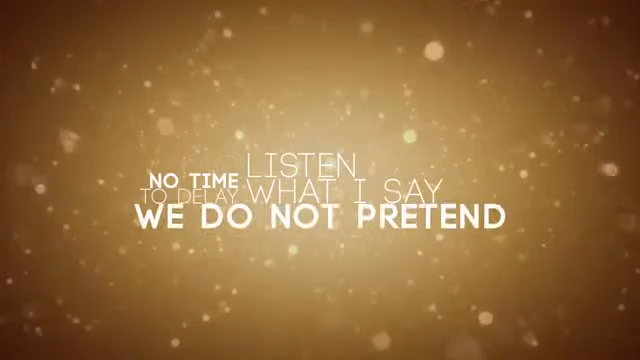 NO TIME
TO DELAY
LISTEN
WHAT I SAY
WE DO NOT PRETEND